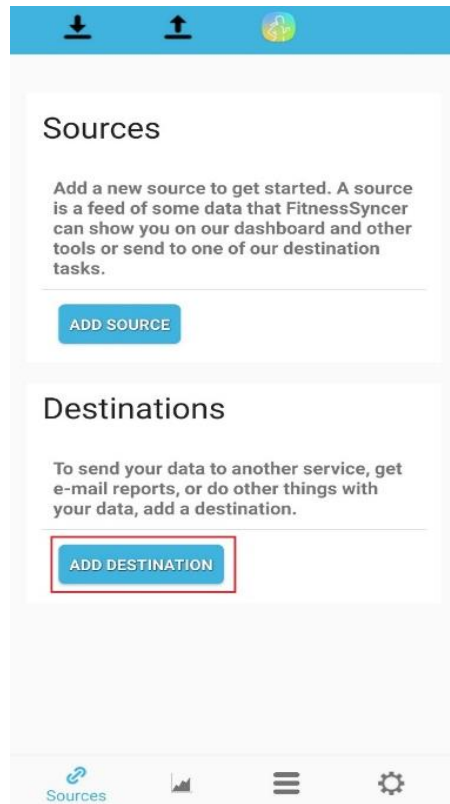 Sources
Add a new source to get started. A source
is a feed of some data that FitnessSyncer
can show you on our dashboard and other
tools or send to one of our destination
tasks.
ADD SOURCE
Destinations
To send your data to another service, get
e-mail reports, or do other things with
your data, add a destination.
ADD DESTINATION
Sources